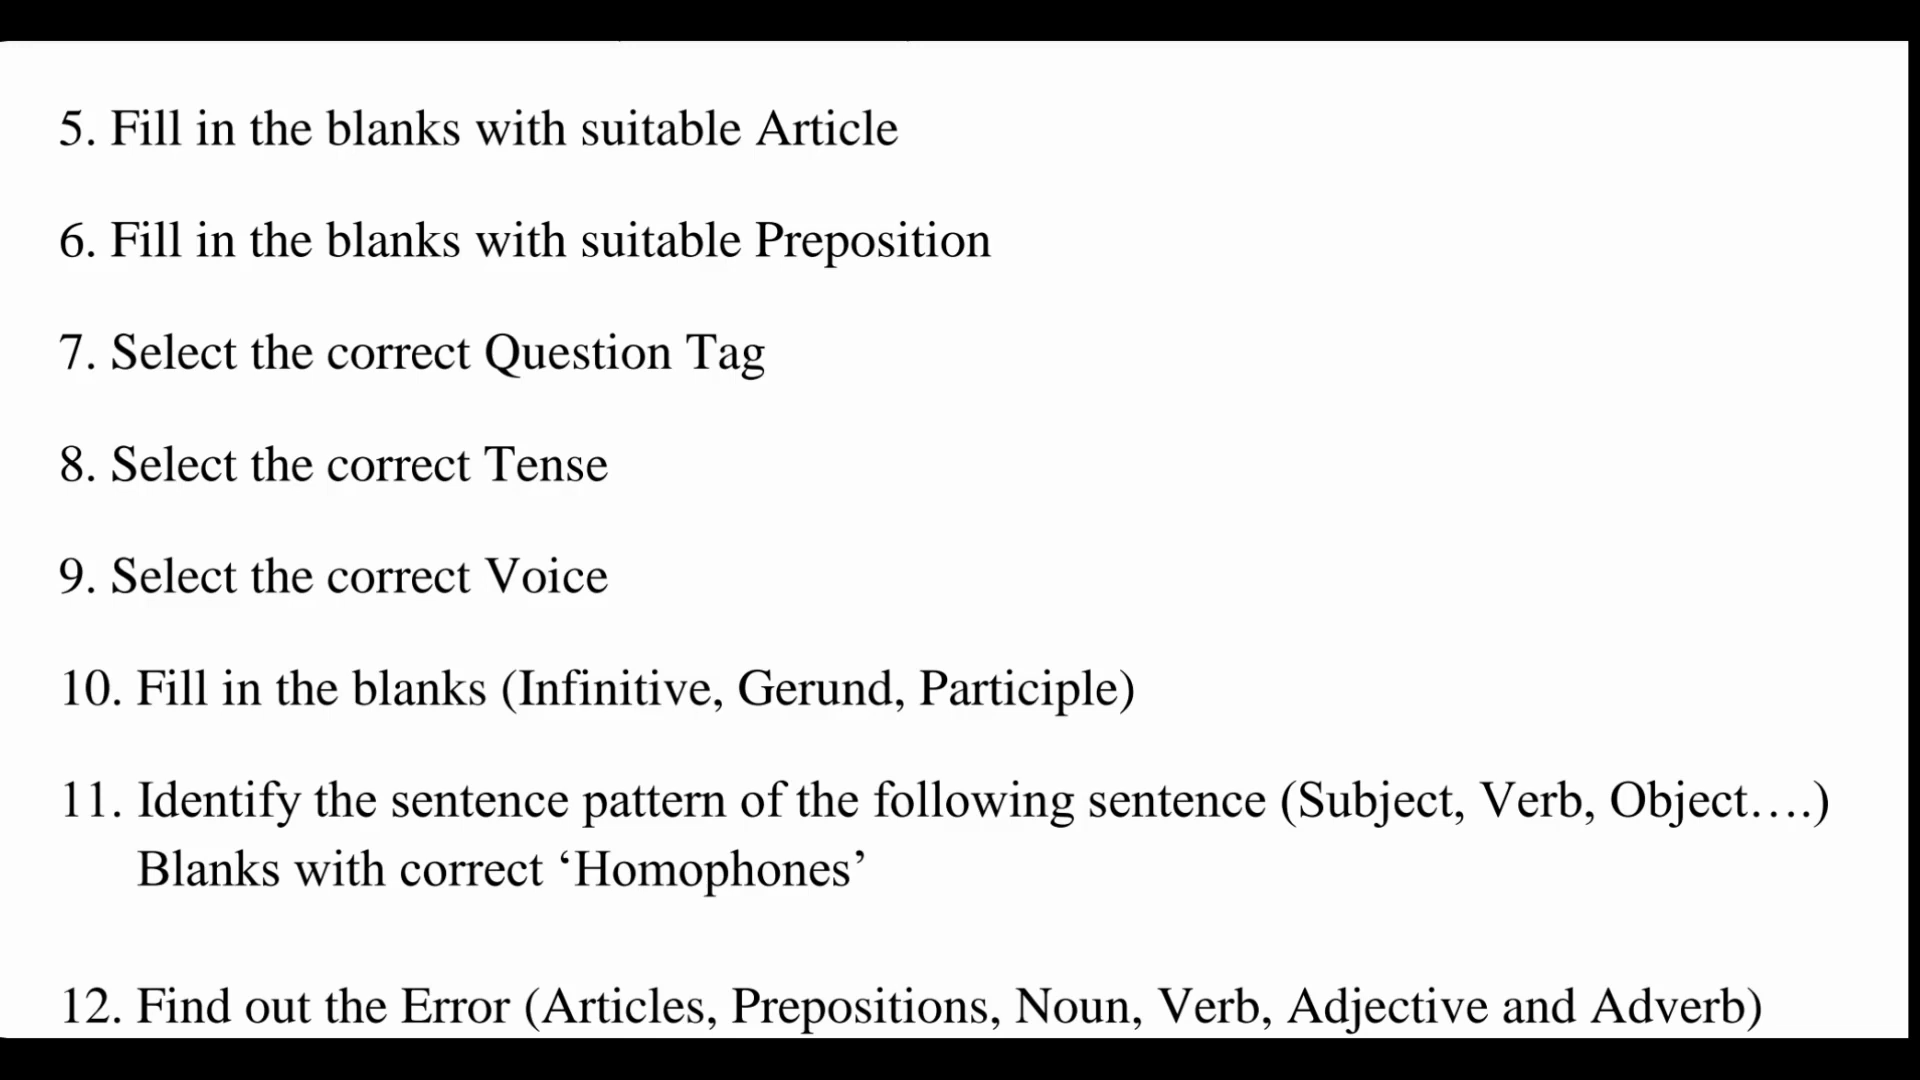 5. Fill in the blanks with suitable Article
6. Fill in the blanks with suitable Preposition
7. Select the correct Question Tag
8. Select the correct Tense
9. Select the correct Voice
10. Fill in the blanks (Infinitive, Gerund, Participle)
11. Identify the sentence pattern of the following sentence (Subject, Verb, Object….)
Blanks with correct ‘Homophones’
12. Find out the Error (Articles, Prepositions, Noun, Verb, Adjective and Adverb)